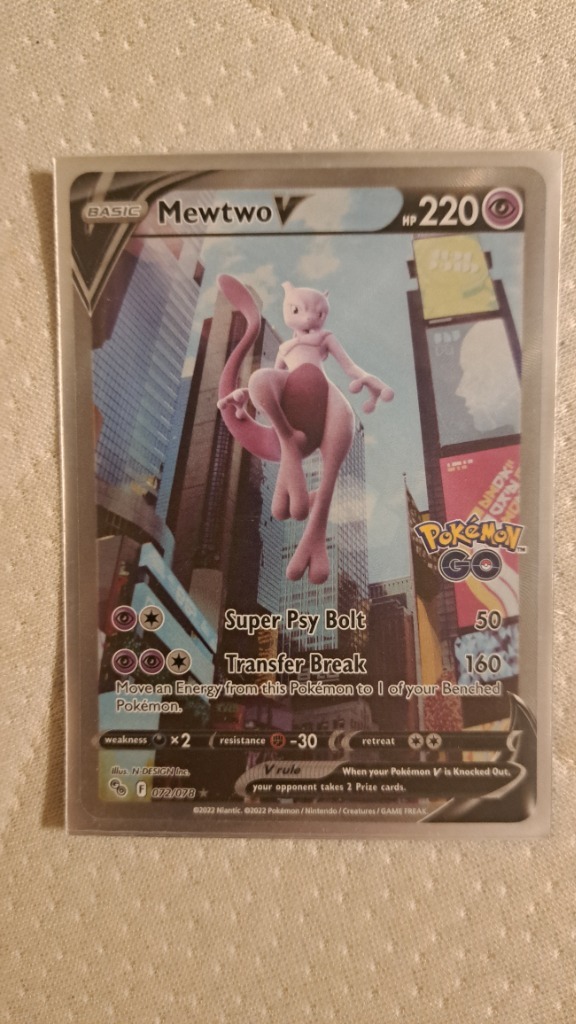 BASIC Mewtwo V HP 220
Pokémon
GO
Super Psy Bolt 50
Transfer Break 160
Move an Energy from this Pokémon to 1 of your Benched
Pokémon.
weakness ×2 resistance -30 retreat
Illus. N-DESIGN Inc. V rule When your Pokémon V is Knocked Out,
F 072/078 ★ your opponent takes 2 Prize cards.
©2022 Niantic. ©2022 Pokémon / Nintendo / Creatures / GAME FREAK